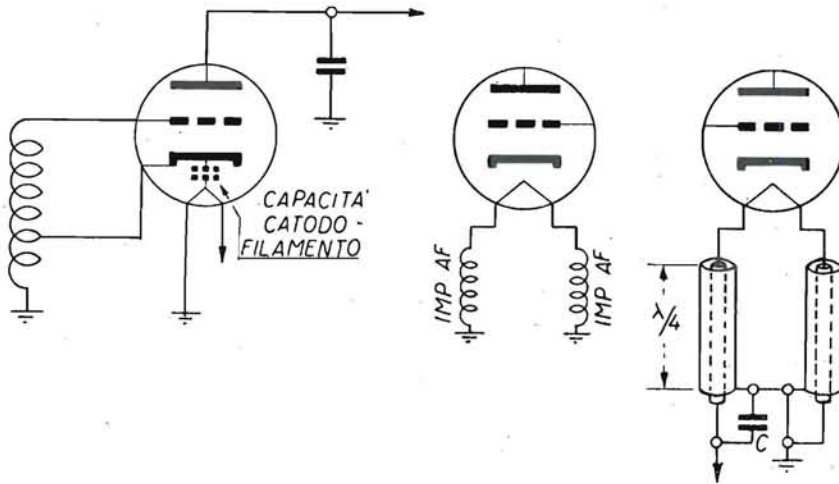 CAPACITA'
CATODO -
FILAMENTO
IMP AF
IMP AF
λ/4
C